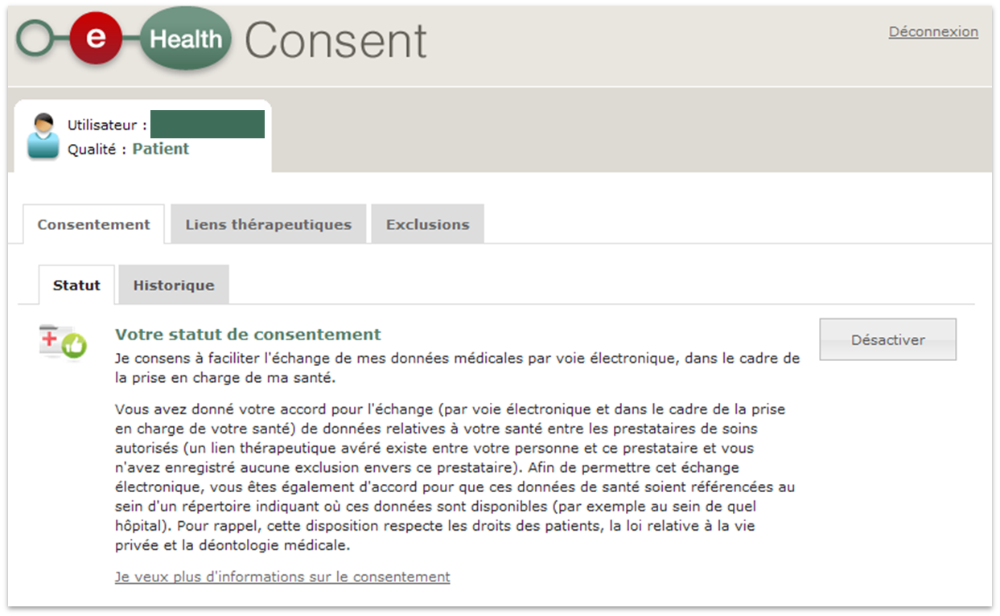 e Health Consent
Déconnexion
Utilisateur :
Qualité : Patient
Consentement Liens thérapeutiques Exclusions
Statut Historique
Votre statut de consentement
Désactiver
Je consens à faciliter l'échange de mes données médicales par voie électronique, dans le cadre de
la prise en charge de ma santé.
Vous avez donné votre accord pour l'échange (par voie électronique et dans le cadre de la prise
en charge de votre santé) de données relatives à votre santé entre les prestataires de soins
autorisés (un lien thérapeutique avéré existe entre votre personne et ce prestataire et vous
n'avez enregistré aucune exclusion envers ce prestataire). Afin de permettre cet échange
électronique, vous êtes également d'accord pour que ces données de santé soient référencées au
sein d'un répertoire indiquant où ces données sont disponibles (par exemple au sein de quel
hôpital). Pour rappel, cette disposition respecte les droits des patients, la loi relative à la vie
privée et la déontologie médicale.
Je veux plus d'informations sur le consentement